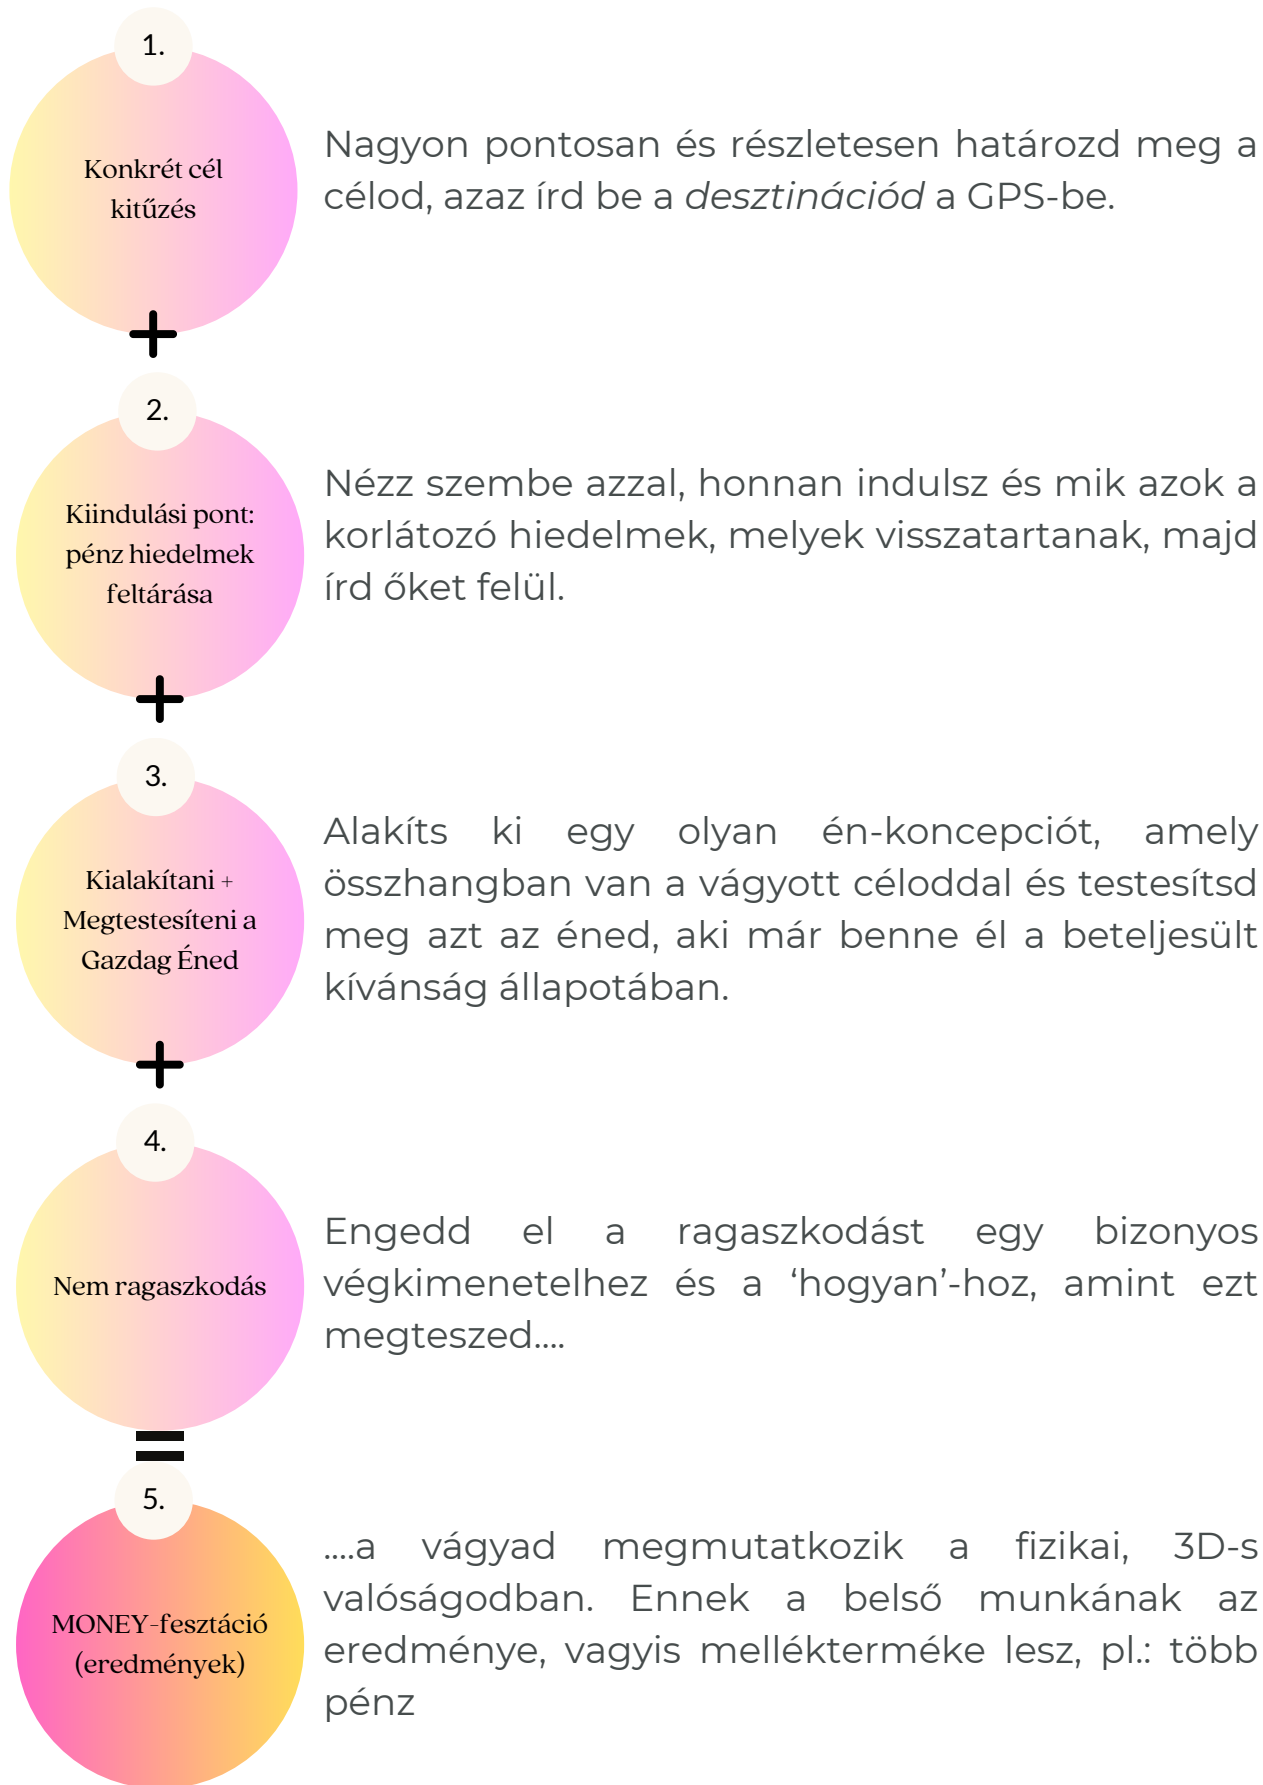 1.
Konkrét cél
kitűzés
Nagyon pontosan és részletesen határozd meg a
célod, azaz írd be a desztinációd a GPS-be.
+
2.
Kiindulási pont:
pénz hiedelmek
feltárása
Nézz szembe azzal, honnan indulsz és mik azok a
korlátozó hiedelmek, melyek visszatartanak, majd
írd őket felül.
+
3.
Kialakítani +
Megtestesíteni a
Gazdag Éned
Alakíts ki egy olyan én-koncepciót, amely
összhangban van a vágyott céloddal és testesítsd
meg azt az éned, aki már benne él a beteljesült
kívánság állapotában.
+
4.
Nem ragaszkodás
Engedd el a ragaszkodást egy bizonyos
végkimenetelhez és a ‘hogyan’-hoz, amint ezt
megteszed....
=
5.
MONEY-fesztáció
(eredmények)
....a vágyad megmutatkozik a fizikai, 3D-s
valóságodban. Ennek a belső munkának az
eredménye, vagyis mellékterméke lesz, pl.: több
pénz